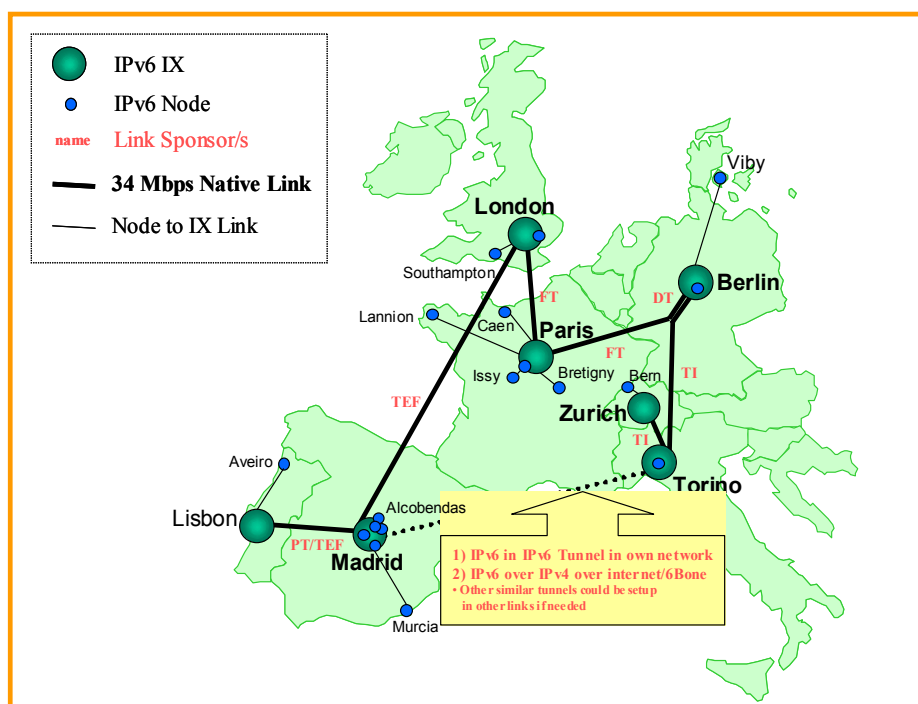 IPv6 IX
IPv6 Node
name Link Sponsor/s
34 Mbps Native Link
Node to IX Link
Viby
London
Southampton
Berlin
DT
FT
Lannion
Caen
Paris
FT
TI
Issy
Bretigny
Bern
TEF
Zurich
TI
Aveiro
Torino
Alcobendas
Lisbon
PT/TEF
Madrid
1) IPv6 in IPv6 Tunnel in own network
2) IPv6 over IPv4 over internet/6Bone
• Other similar tunnels could be setup
in other links if needed
Murcia